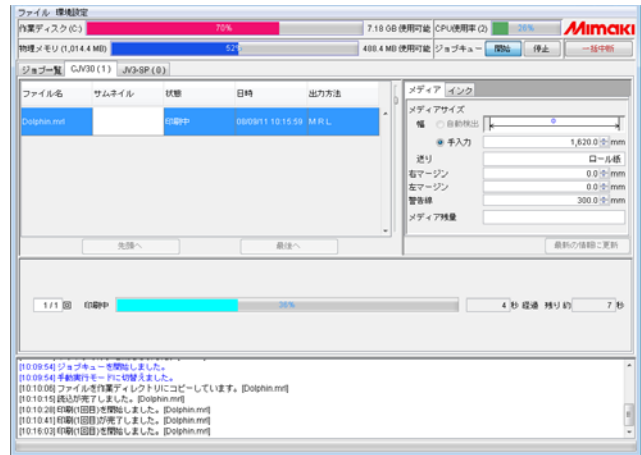 ファイル 環境設定
作業ディスク(C:) 70% 7.18 GB 使用可能 CPU使用率(2) 26% Mimaki
物理メモリ(1,014.4 MB) 52% 488.4 MB 使用可能 ジョブキュー 開始 停止 一括中断
ジョブ一覧 GJV30(1) JV3-SP(0)
ファイル名 サムネイル 状態 日時 出力方法
Dolphin.mrl 印刷中 08/09/11 10:15:59 MRL
先頭へ 最後へ
メディア インク
メディアサイズ
幅 自動検出 0
手入力 1,620.0 mm
送り ロール紙
右マージン 0.0 mm
左マージン 0.0 mm
警告線 300.0 mm
メディア残量
最新の情報に更新
1/1 回 印刷中 36% 4 秒 経過 残り約 7 秒
[10:09:54] ジョブキューを開始しました。
[10:09:54] 手動実行モードに切替えました。
[10:10:06] ファイルを作業ディレクトリにコピーしています。[Dolphin.mrl]
[10:10:15] 読込が完了しました。[Dolphin.mrl]
[10:10:28] 印刷(1回目)を開始しました。[Dolphin.mrl]
[10:10:41] 印刷(1回目)が完了しました。[Dolphin.mrl]
[10:16:03] 印刷(1回目)を開始しました。[Dolphin.mrl]